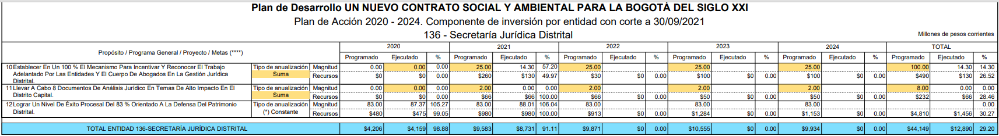 Plan de Desarrollo UN NUEVO CONTRATO SOCIAL Y AMBIENTAL PARA LA BOGOTÁ DEL SIGLO XXI
Plan de Acción 2020 - 2024. Componente de inversión por entidad con corte a 30/09/2021
136 - Secretaría Jurídica Distrital
Millones de pesos corrientes
Propósito / Programa General / Proyecto / Metas (****)
2020 2021 2022 2023 2024 TOTAL
Programado Ejecutado % Programado Ejecutado % Programado Ejecutado % Programado Ejecutado % Programado Ejecutado % Programado Ejecutado %
10 Establecer En Un 100 % El Mecanismo Para Incentivar Y Reconocer El Trabajo Tipo de anualización Magnitud 0.00 0.00 0.00 25.00 14.30 57.20 25.00 25.00 25.00 100.00 14.30 14.30
Adelantado Por Las Entidades Y El Cuerpo De Abogados En La Gestión Jurídica Suma Recursos $0 $0 0.00 $260 $130 49.97 $30 $0 0.00 $100 $0 0.00 $100 $0 0.00 $490 $130 26.52
Distrital.
11 Llevar A Cabo 8 Documentos De Análisis Jurídico En Temas De Alto Impacto En El Tipo de anualización Magnitud 0.00 0.00 0.00 2.00 0.00 0.00 2.00 2.00 2.00 8.00 0.00 0.00
Distrito Capital. Suma Recursos $0 $0 0.00 $66 $66 100.00 $66 $0 0.00 $50 $0 0.00 $50 $0 0.00 $232 $66 28.46
12 Lograr Un Nivel De Éxito Procesal Del 83 % Orientado A La Defensa Del Patrimonio Tipo de anualización Magnitud 83.00 87.37 105.27 83.00 88.01 106.04 83.00 83.00 83.00 0.00
Distrital. (*) Constante Recursos $480 $475 99.05 $980 $980 100.00 $913 $0 0.00 $1,284 $0 0.00 $1,153 $0 0.00 $4,810 $1,456 30.27
TOTAL ENTIDAD 136-SECRETARÍA JURÍDICA DISTRITAL $4,206 $4,159 98.88 $9,583 $8,731 91.11 $9,871 $0 0.00 $10,555 $0 0.00 $9,934 $0 0.00 $44,149 $12,890 29.20